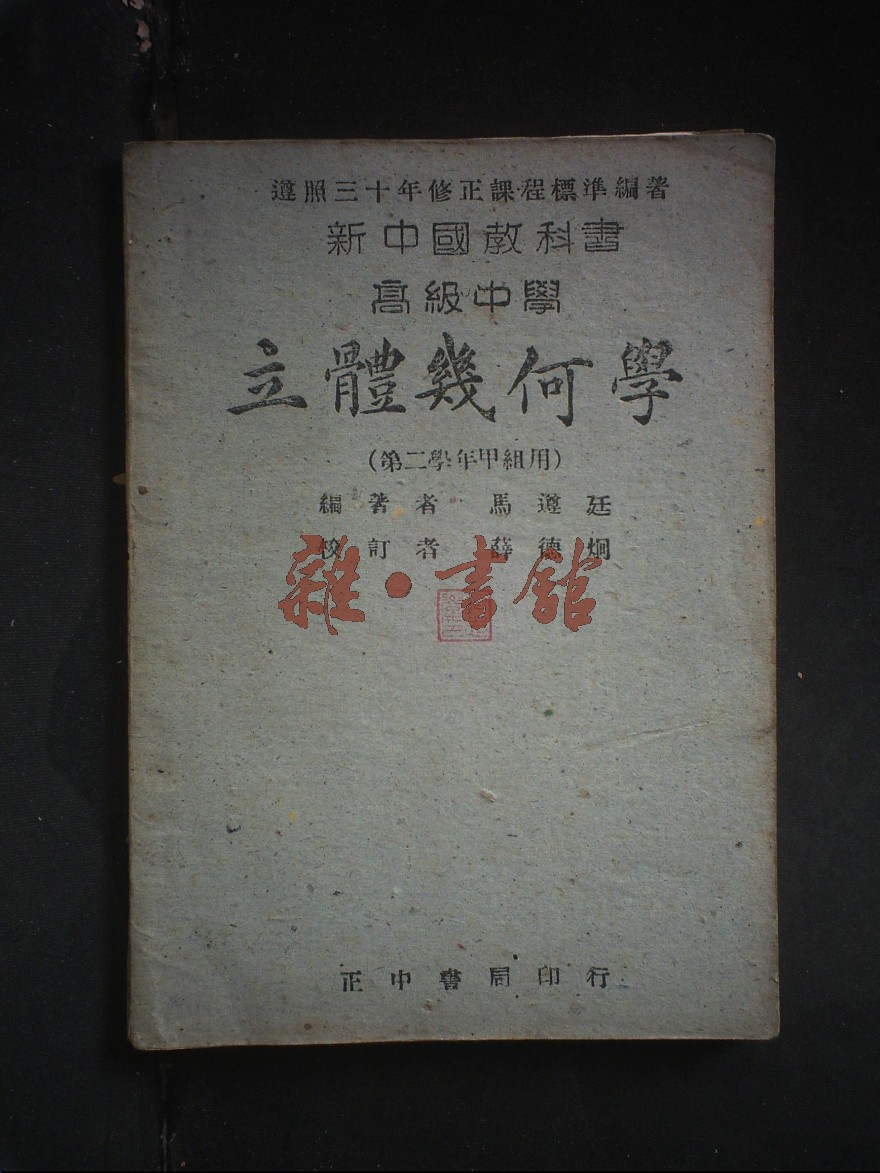 遵照三十年修正課程標準編著
新中國教科書
高級中學
立體幾何學
(第二學年甲組用)
編著者 馬遵廷
校訂者 薛德炯
雜·書館
正中書局印行